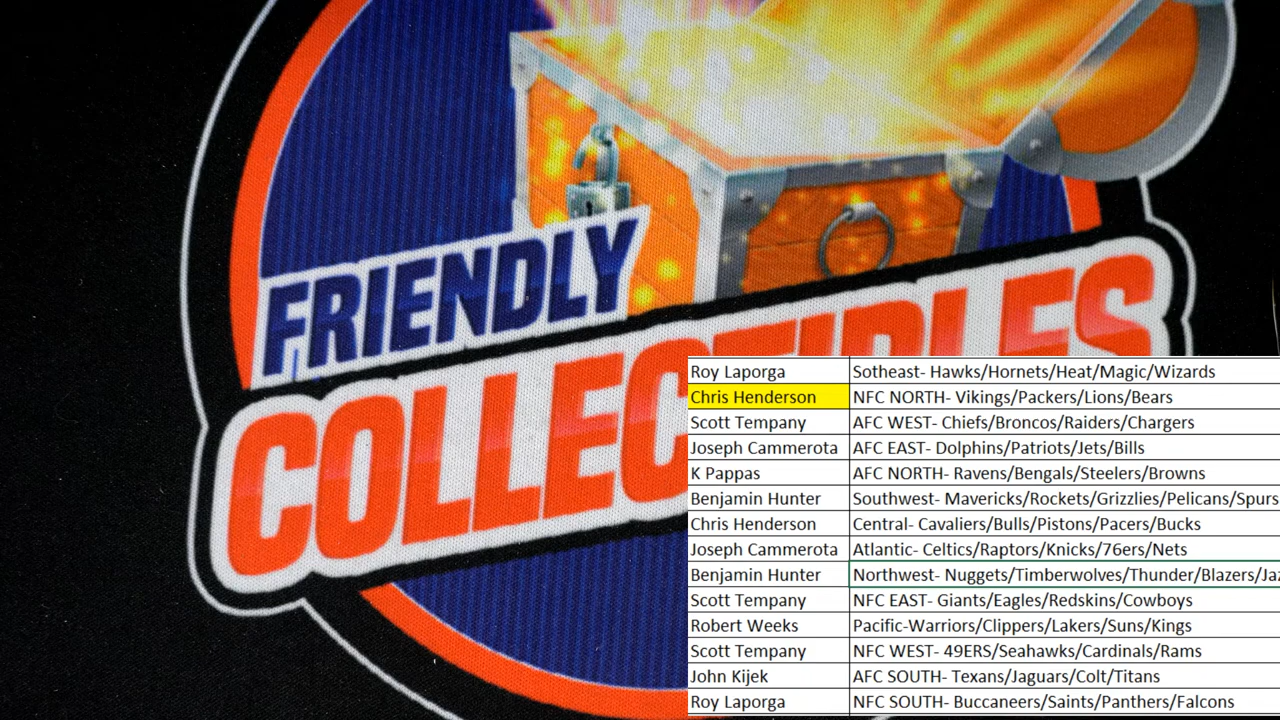 FRIENDLY
COLLECTIBLES
Roy Laporga Sotheast- Hawks/Hornets/Heat/Magic/Wizards
Chris Henderson NFC NORTH- Vikings/Packers/Lions/Bears
Scott Tempany AFC WEST- Chiefs/Broncos/Raiders/Chargers
Joseph Cammerota AFC EAST- Dolphins/Patriots/Jets/Bills
K Pappas AFC NORTH- Ravens/Bengals/Steelers/Browns
Benjamin Hunter Southwest- Mavericks/Rockets/Grizzlies/Pelicans/Spurs
Chris Henderson Central- Cavaliers/Bulls/Pistons/Pacers/Bucks
Joseph Cammerota Atlantic- Celtics/Raptors/Knicks/76ers/Nets
Benjamin Hunter Northwest- Nuggets/Timberwolves/Thunder/Blazers/Jaz
Scott Tempany NFC EAST- Giants/Eagles/Redskins/Cowboys
Robert Weeks Pacific-Warriors/Clippers/Lakers/Suns/Kings
Scott Tempany NFC WEST- 49ERS/Seahawks/Cardinals/Rams
John Kijek AFC SOUTH- Texans/Jaguars/Colt/Titans
Roy Laporga NFC SOUTH- Buccaneers/Saints/Panthers/Falcons